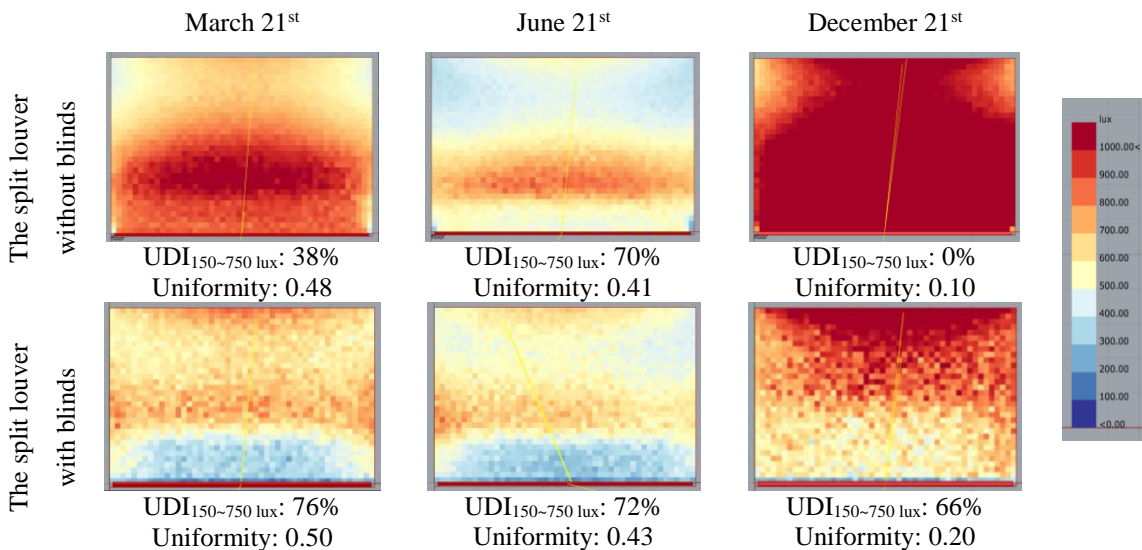 March 21st
June 21st
December 21st
The split louver
without blinds
UDI150~750 lux: 38%
Uniformity: 0.48
UDI150~750 lux: 70%
Uniformity: 0.41
UDI150~750 lux: 0%
Uniformity: 0.10
The split louver
with blinds
UDI150~750 lux: 76%
Uniformity: 0.50
UDI150~750 lux: 72%
Uniformity: 0.43
UDI150~750 lux: 66%
Uniformity: 0.20
lux
1000.00<
900.00
800.00
700.00
600.00
500.00
400.00
300.00
200.00
100.00
<0.00